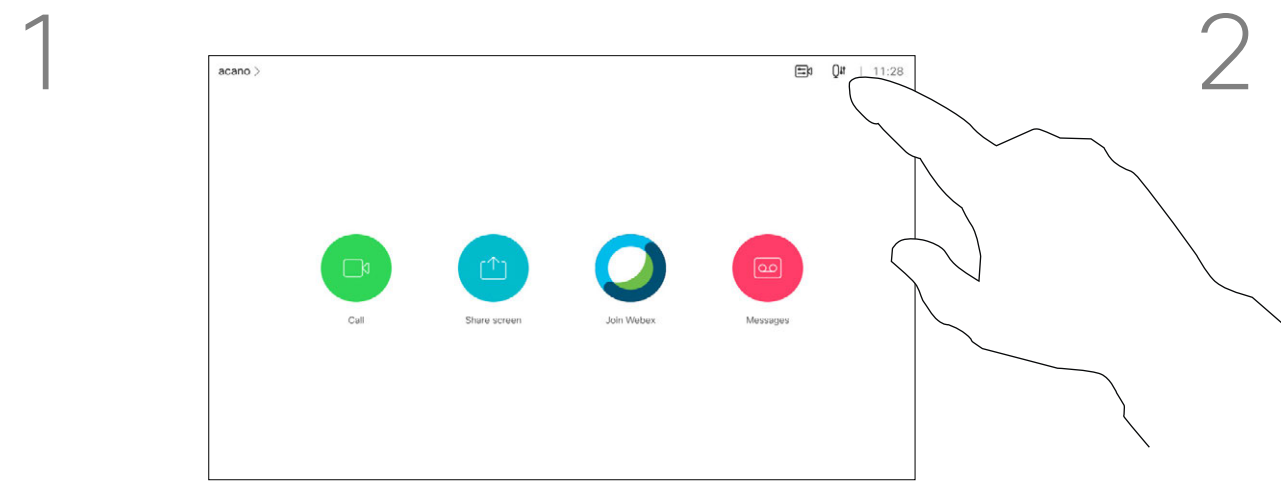 1
2
acano >
11:28
Call
Share screen
Join Webex
Messages